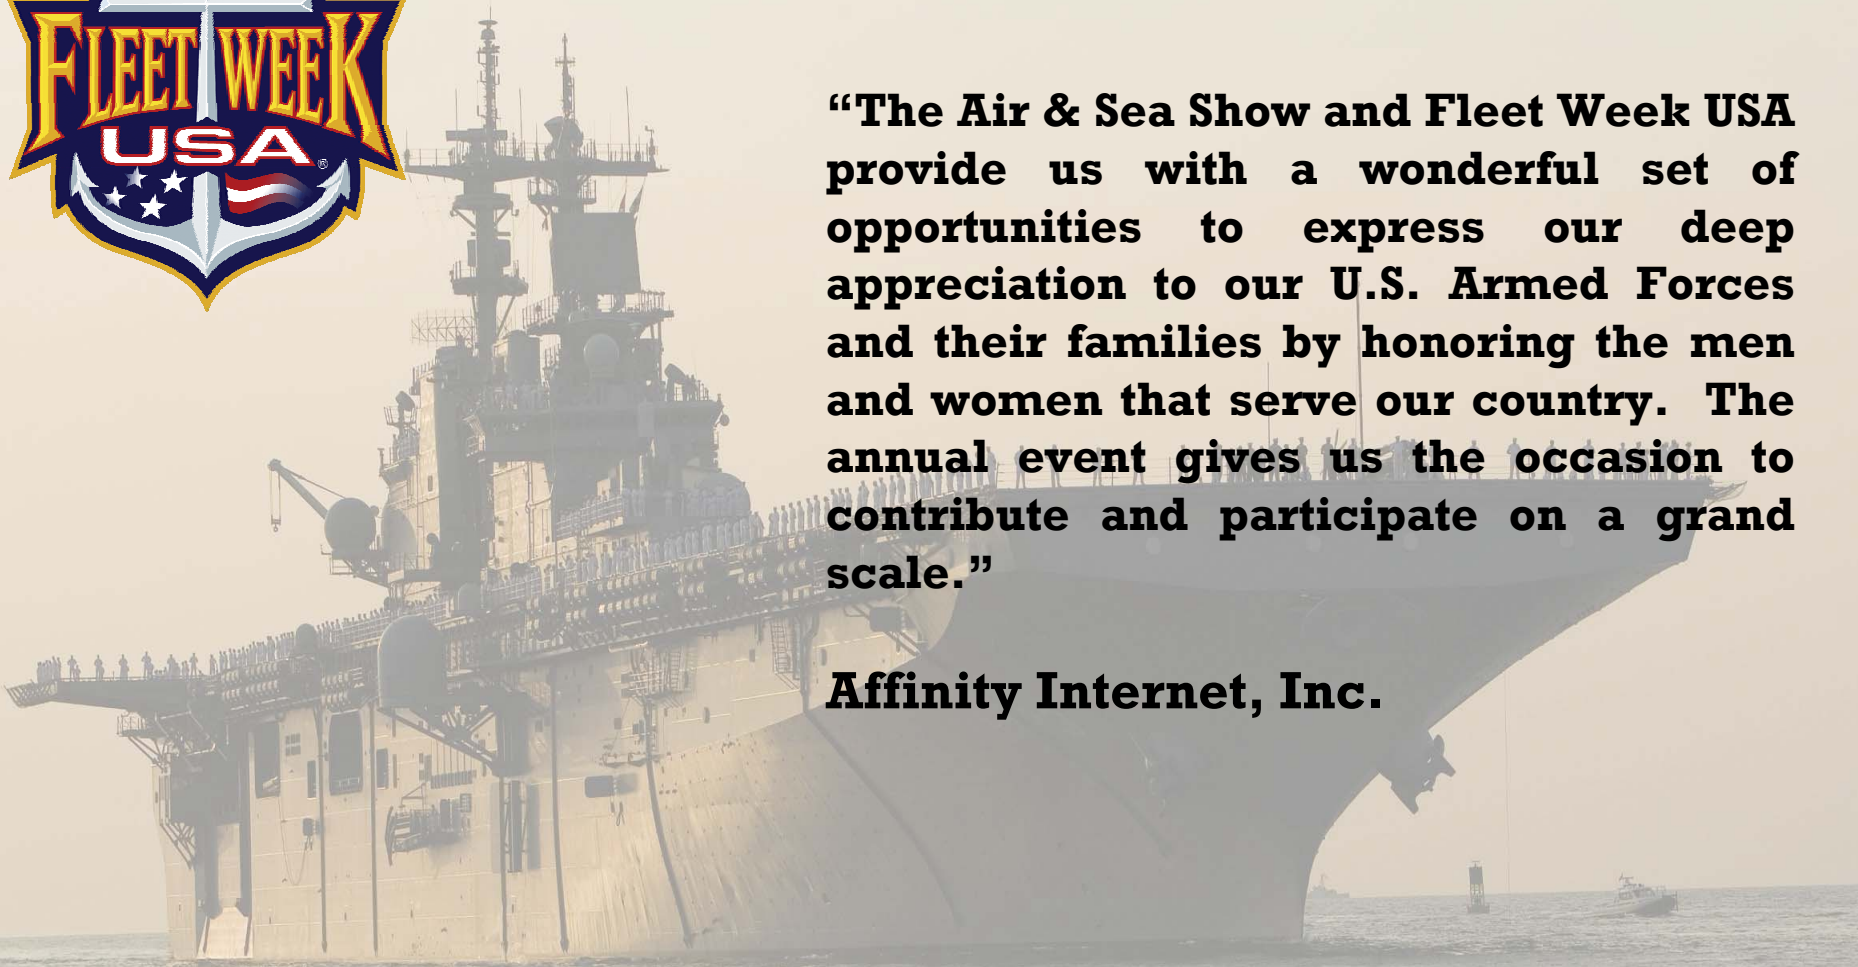 FLEET WEEK
USA®
“The Air & Sea Show and Fleet Week USA
provide us with a wonderful set of
opportunities to express our deep
appreciation to our U.S. Armed Forces
and their families by honoring the men
and women that serve our country. The
annual event gives us the occasion to
contribute and participate on a grand
scale.”
Affinity Internet, Inc.